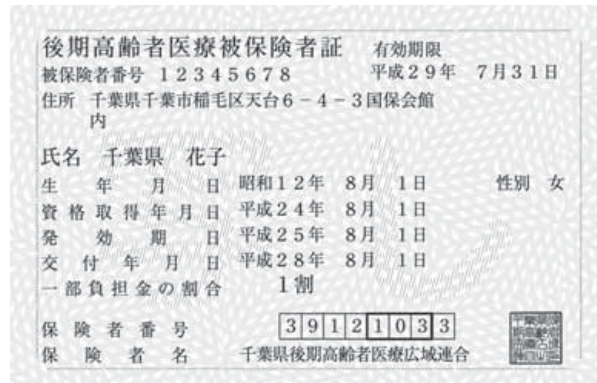 後期高齢者医療被保険者証 有効期限
被保険者番号 12345678 平成29年 7月31日
住所 千葉県千葉市稲毛区天台6－4－3国保会館
内
氏名 千葉県 花子
生年月日 昭和12年 8月 1日 性別 女
資格取得年月日 平成24年 8月 1日
発効期日 平成25年 8月 1日
交付年月日 平成28年 8月 1日
一部負担金の割合 1割
保険者番号 39121033
保険者名 千葉県後期高齢者医療広域連合